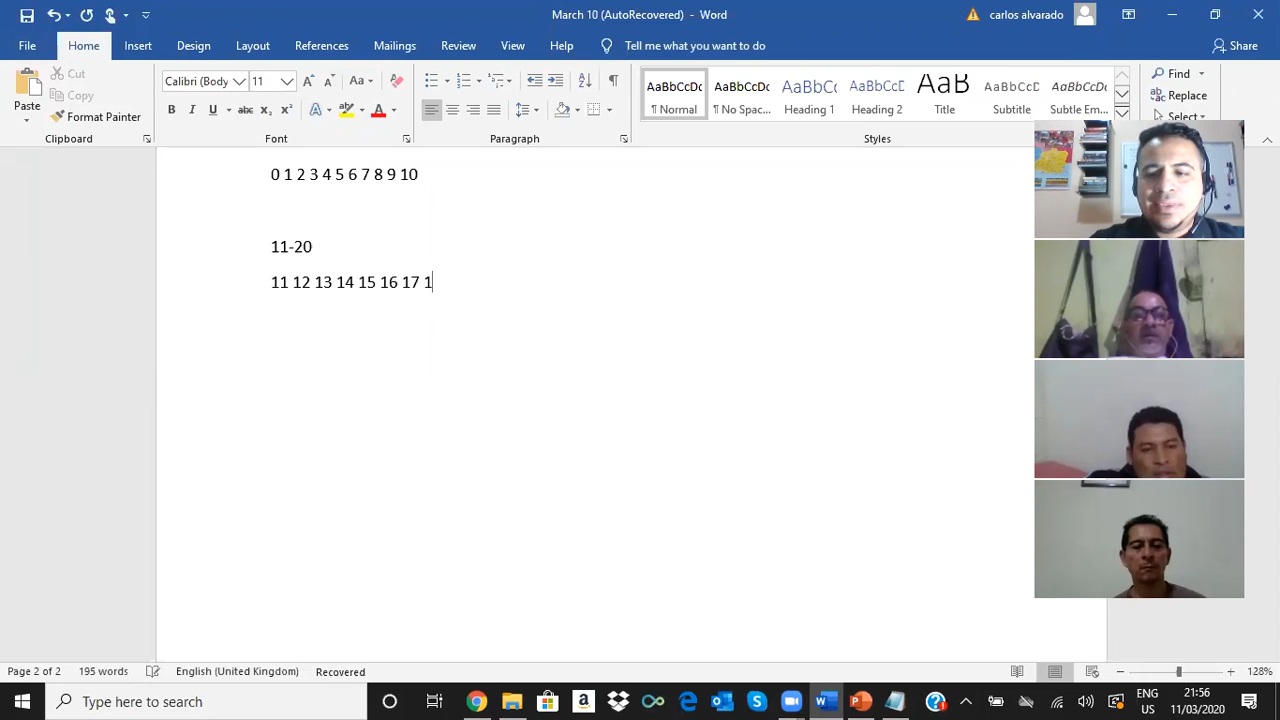 March 10 (AutoRecovered) - Word
carlos alvarado
File Home Insert Design Layout References Mailings Review View Help Tell me what you want to do Share
Cut
Copy
Paste
Format Painter
Calibri (Body 11
Aa
B I U abc x₂ x² A A
AaBbCcDc AaBbCcDc AaBbCc AaBbCcD AaB AaBbCcD AaBbCcDc
¶ Normal ¶ No Spac... Heading 1 Heading 2 Title Subtitle Subtle Em...
Find
Replace
Select
Clipboard Font Paragraph Styles
0 1 2 3 4 5 6 7 8 9 10
11-20
11 12 13 14 15 16 17 1
Page 2 of 2 195 words English (United Kingdom) Recovered 128%
Type here to search
ENG
US
21:56
11/03/2020